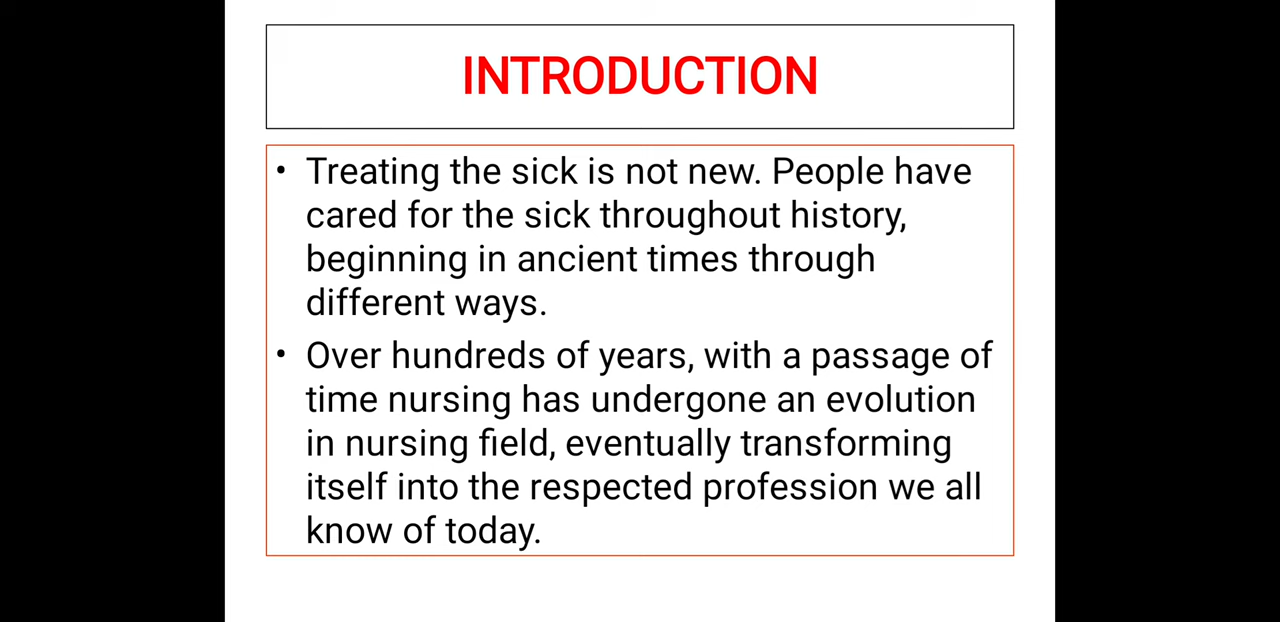 INTRODUCTION
• Treating the sick is not new. People have
cared for the sick throughout history,
beginning in ancient times through
different ways.
• Over hundreds of years, with a passage of
time nursing has undergone an evolution
in nursing field, eventually transforming
itself into the respected profession we all
know of today.